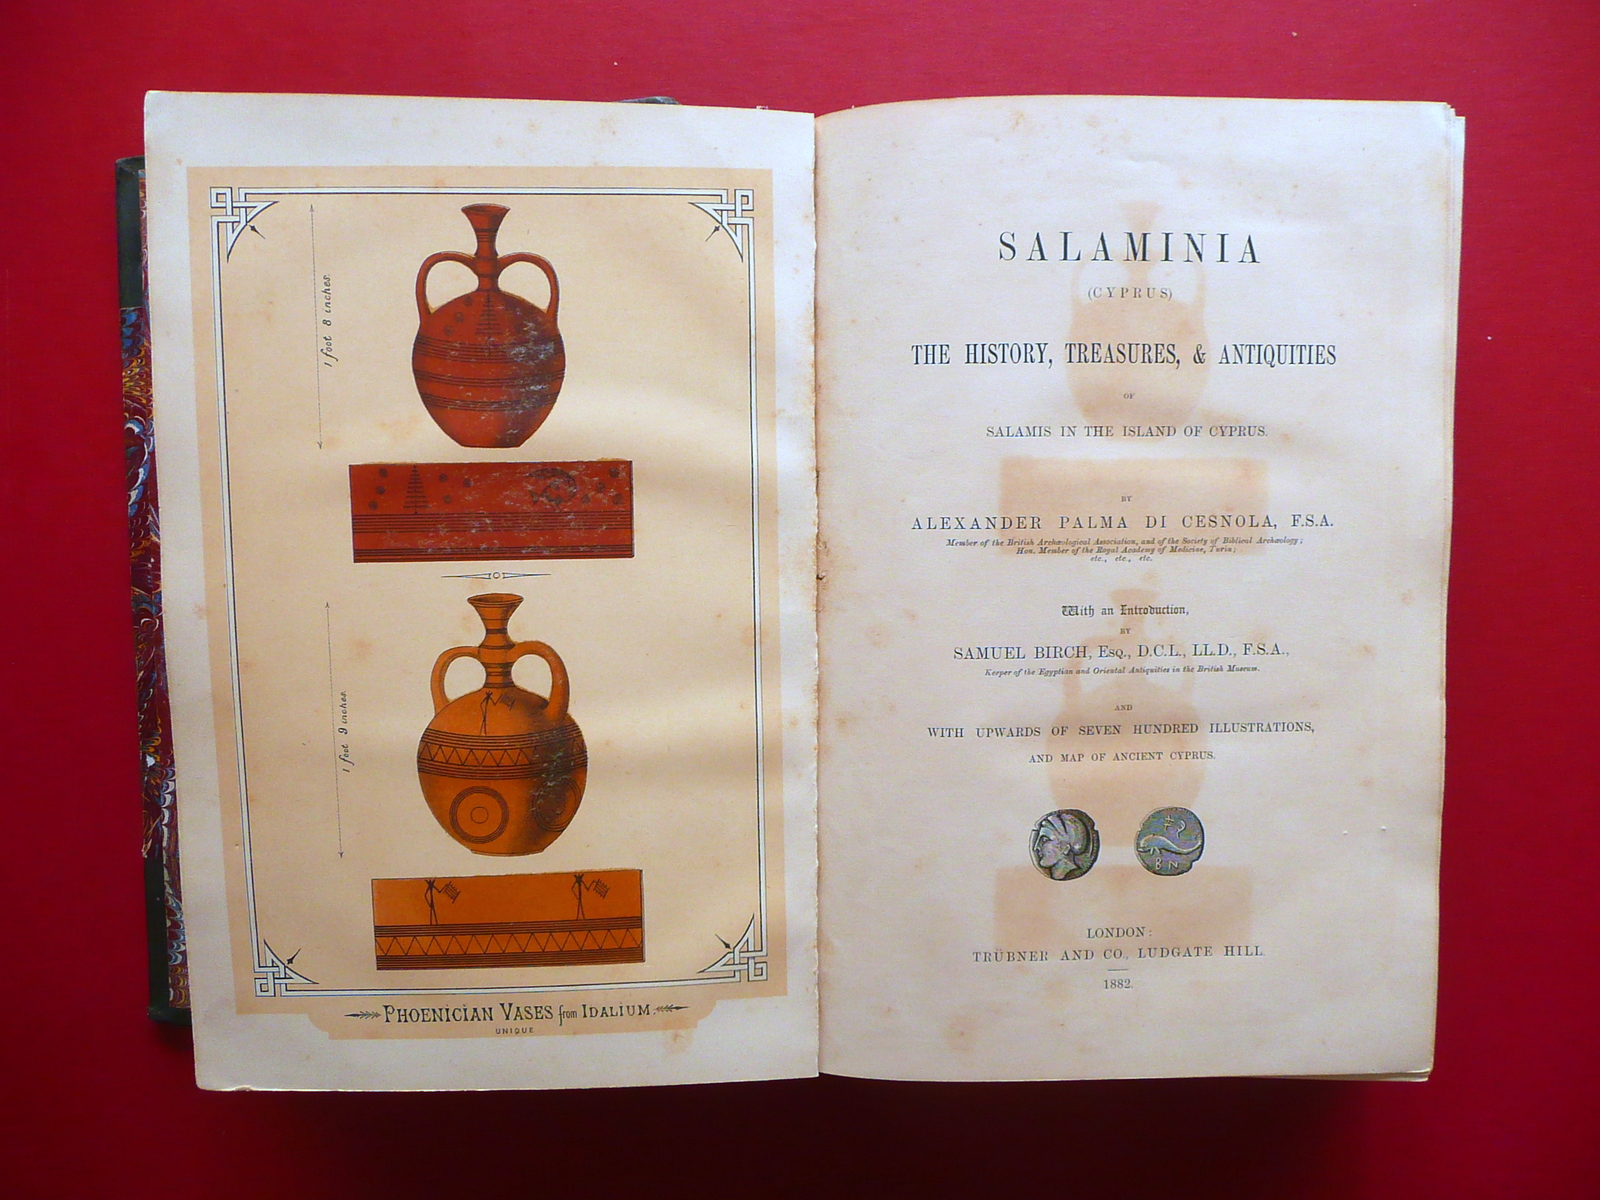 1 foot 8 inches.
1 foot 9 inches.
PHOENICIAN VASES from IDALIUM.
UNIQUE
SALAMINIA
(CYPRUS)
THE HISTORY, TREASURES, & ANTIQUITIES
OF
SALAMIS IN THE ISLAND OF CYPRUS.
BY
ALEXANDER PALMA DI CESNOLA, F.S.A.
Member of the British Archæological Association, and of the Society of Biblical Archæology;
Hon. Member of the Royal Academy of Medicine, Turin;
etc., etc., etc.
With an Introduction,
BY
SAMUEL BIRCH, ESQ., D.C.L., LL.D., F.S.A.,
Keeper of the Egyptian and Oriental Antiquities in the British Museum.
AND
WITH UPWARDS OF SEVEN HUNDRED ILLUSTRATIONS,
AND MAP OF ANCIENT CYPRUS.
LONDON:
TRÜBNER AND CO., LUDGATE HILL.
1882.